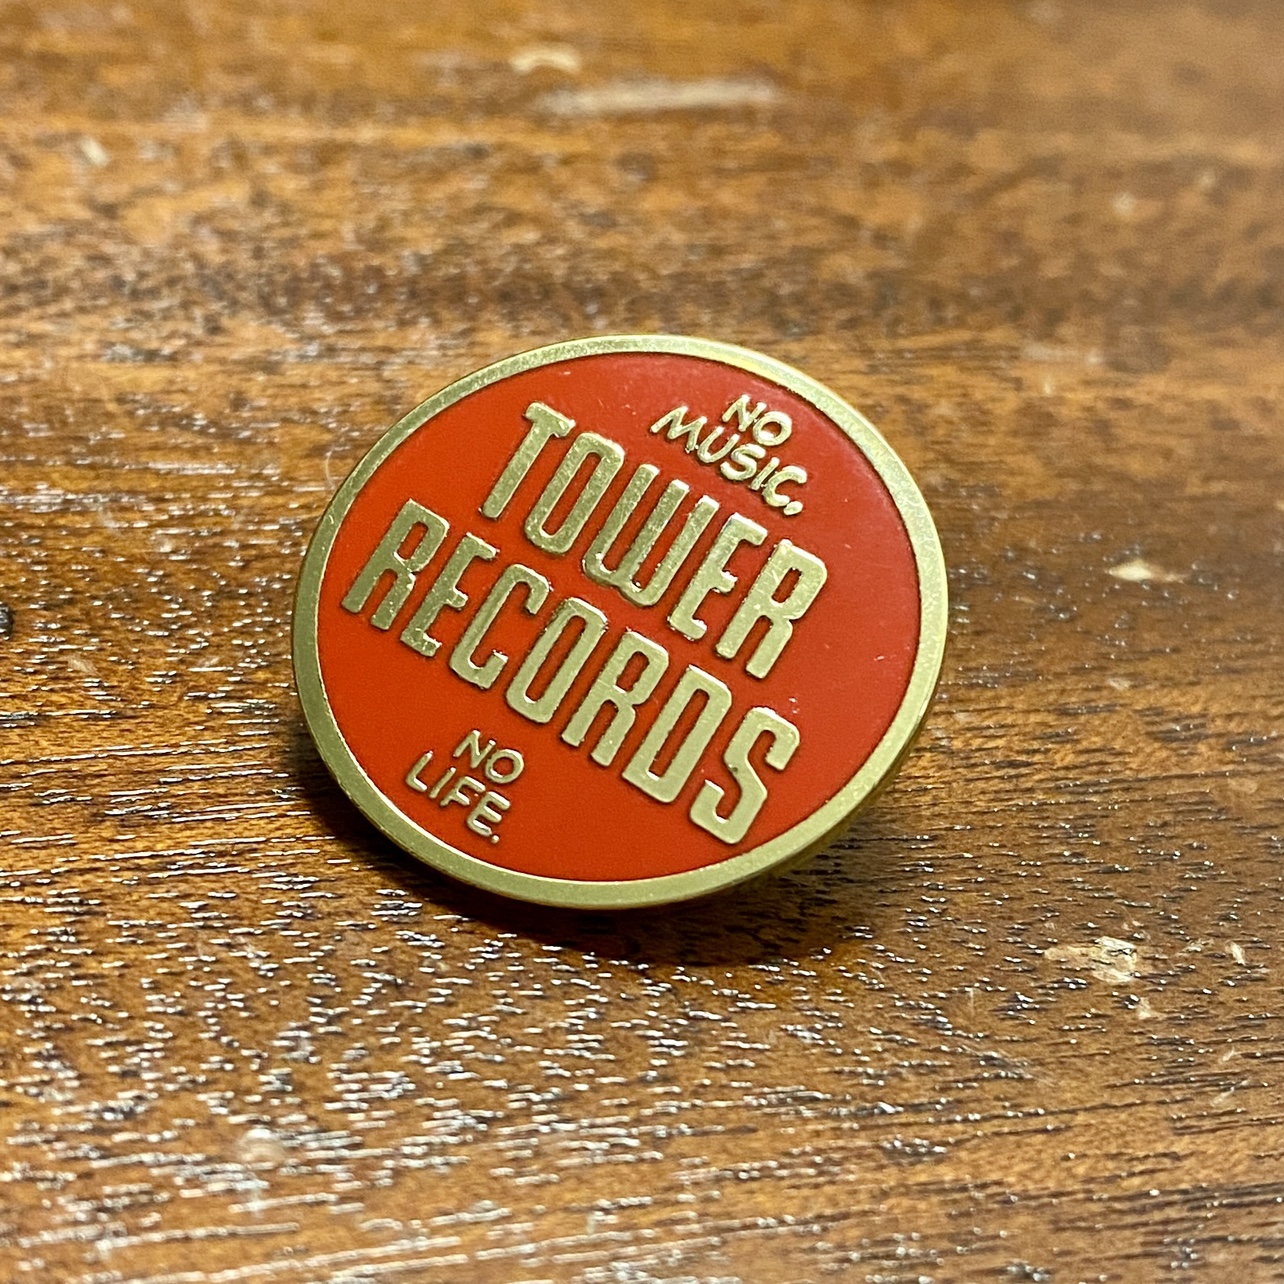 NO
MUSIC,
TOWER
RECORDS
NO
LIFE.